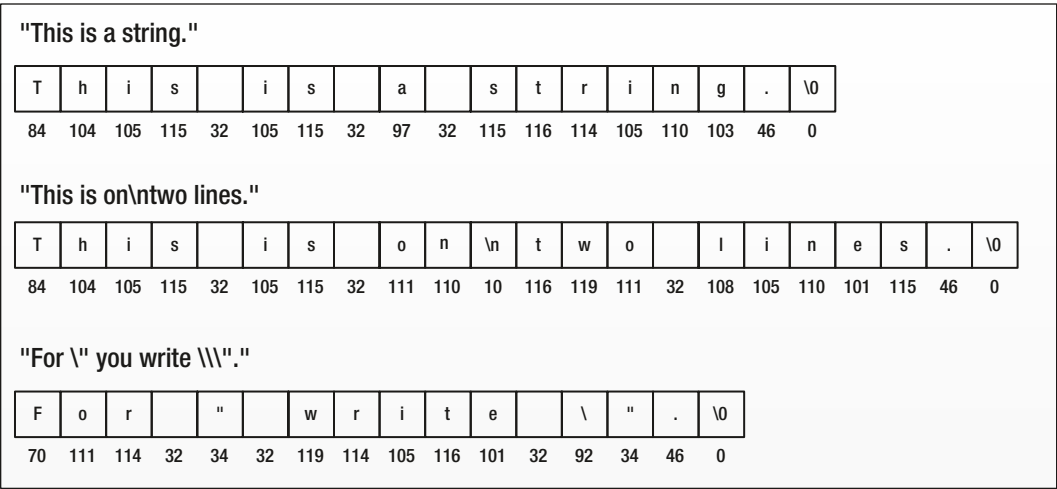 "This is a string."
T h i s i s a s t r i n g . \0
84 104 105 115 32 105 115 32 97 32 115 116 114 105 110 103 46 0
"This is on\ntwo lines."
T h i s i s o n \n t w o l i n e s . \0
84 104 105 115 32 105 115 32 111 110 10 116 119 111 32 108 105 110 101 115 46 0
"For \" you write \\\"."
F o r " w r i t e \ " . \0
70 111 114 32 34 32 119 114 105 116 101 32 92 34 46 0